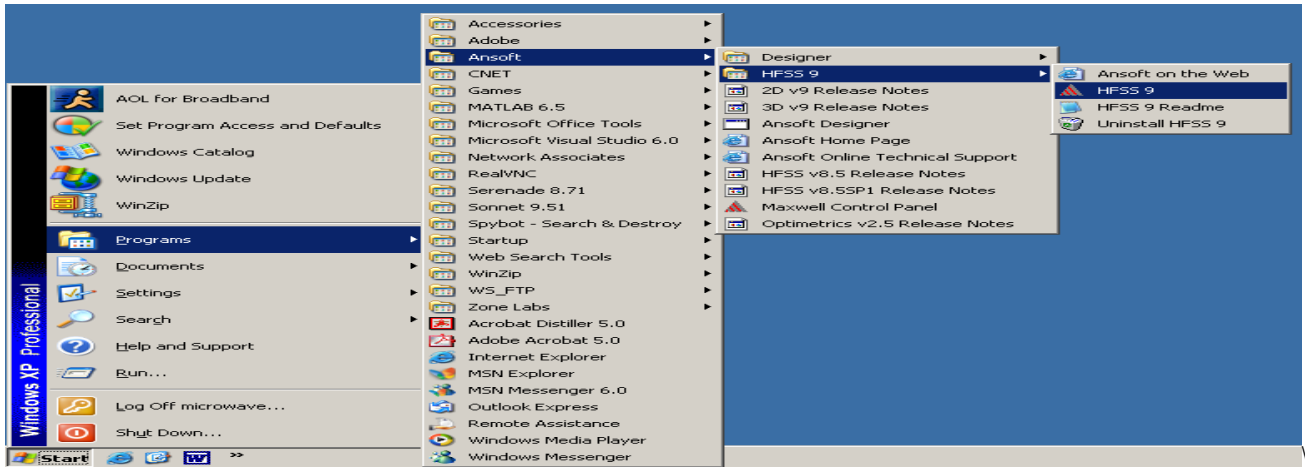 AOL for Broadband
Set Program Access and Defaults
Windows Catalog
Windows Update
WinZip
Programs
Documents
Settings
Search
Help and Support
Run...
Log Off microwave...
Shut Down...
Windows XP Professional
Start
»
Accessories
Adobe
Ansoft
CNET
Games
MATLAB 6.5
Microsoft Office Tools
Microsoft Visual Studio 6.0
Network Associates
RealVNC
Serenade 8.71
Sonnet 9.51
Spybot - Search & Destroy
Startup
Web Search Tools
WinZip
WS_FTP
Zone Labs
Acrobat Distiller 5.0
Adobe Acrobat 5.0
Internet Explorer
MSN Explorer
MSN Messenger 6.0
Outlook Express
Remote Assistance
Windows Media Player
Windows Messenger
Designer
HFSS 9
2D v9 Release Notes
3D v9 Release Notes
Ansoft Designer
Ansoft Home Page
Ansoft Online Technical Support
HFSS v8.5 Release Notes
HFSS v8.5SP1 Release Notes
Maxwell Control Panel
Optimetrics v2.5 Release Notes
Ansoft on the Web
HFSS 9
HFSS 9 Readme
Uninstall HFSS 9